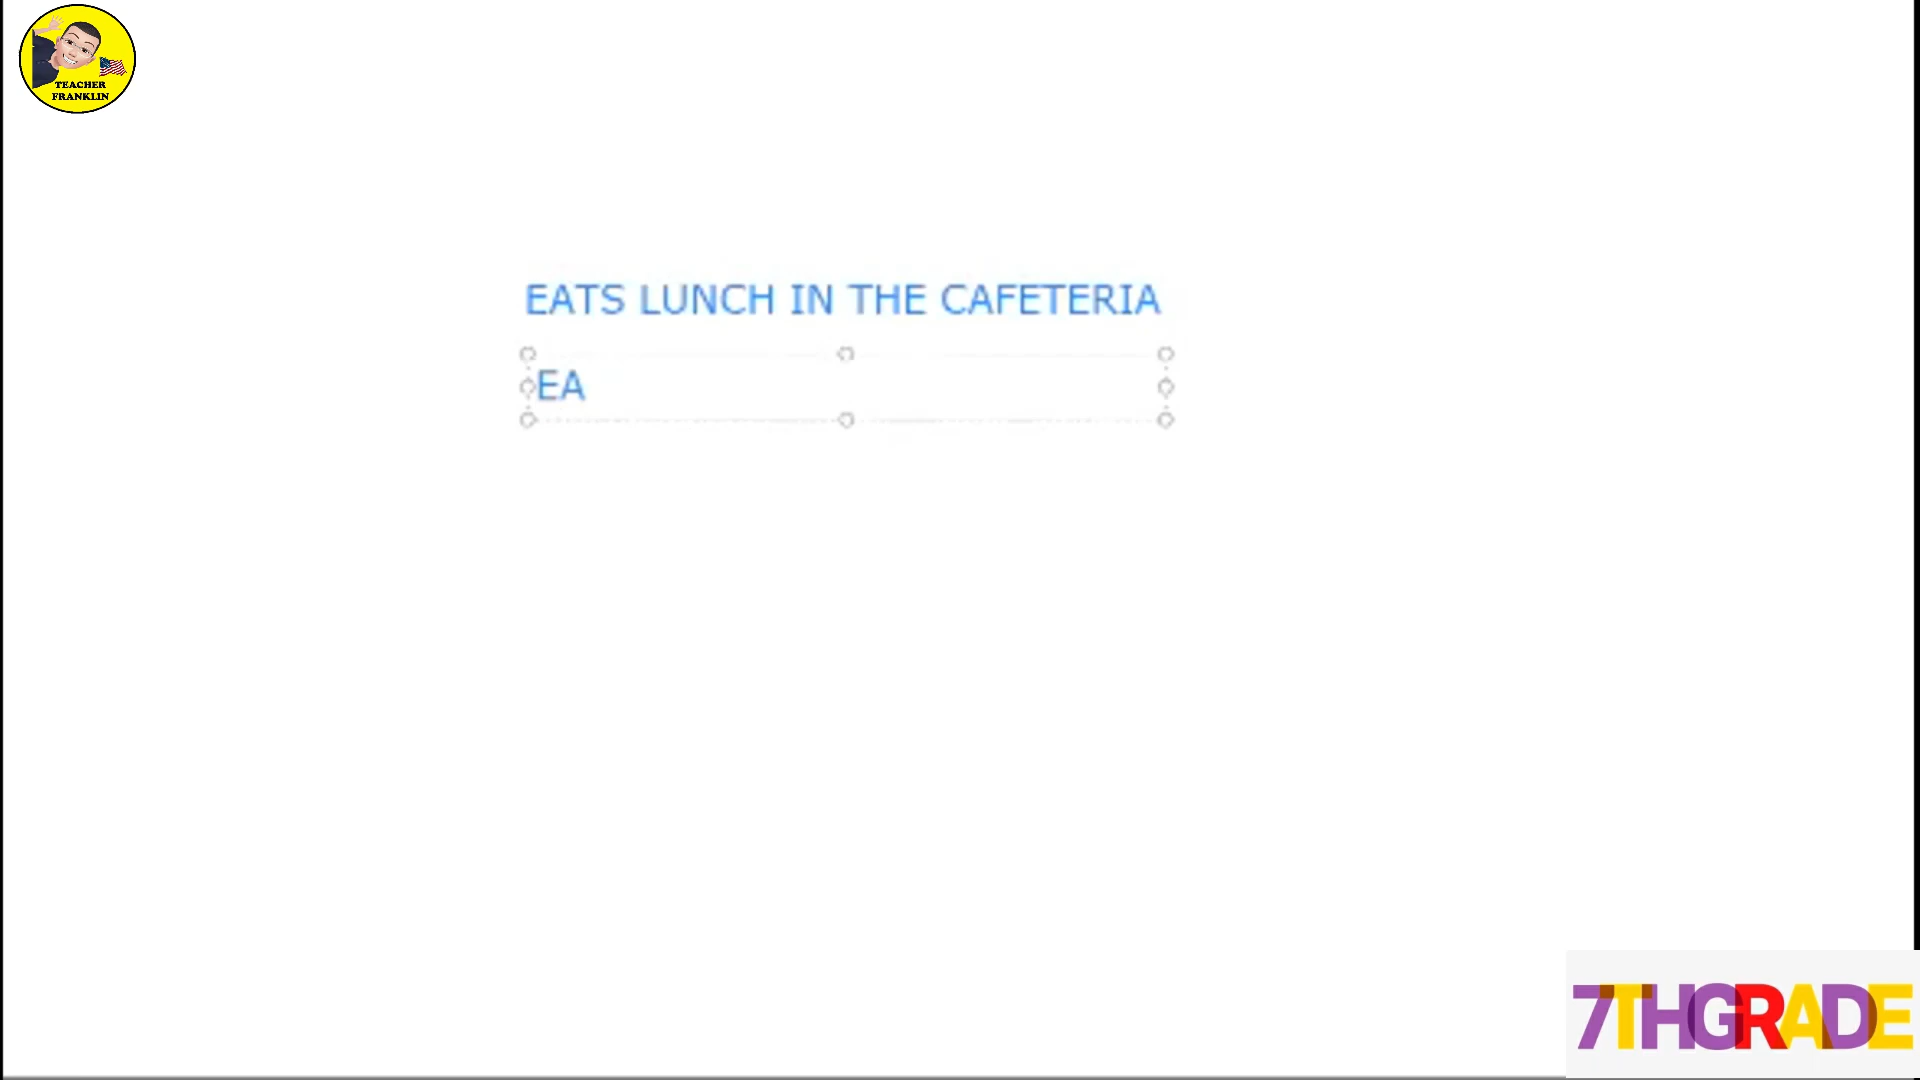 TEACHER
FRANKLIN
EATS LUNCH IN THE CAFETERIA
EA
7THGRADE